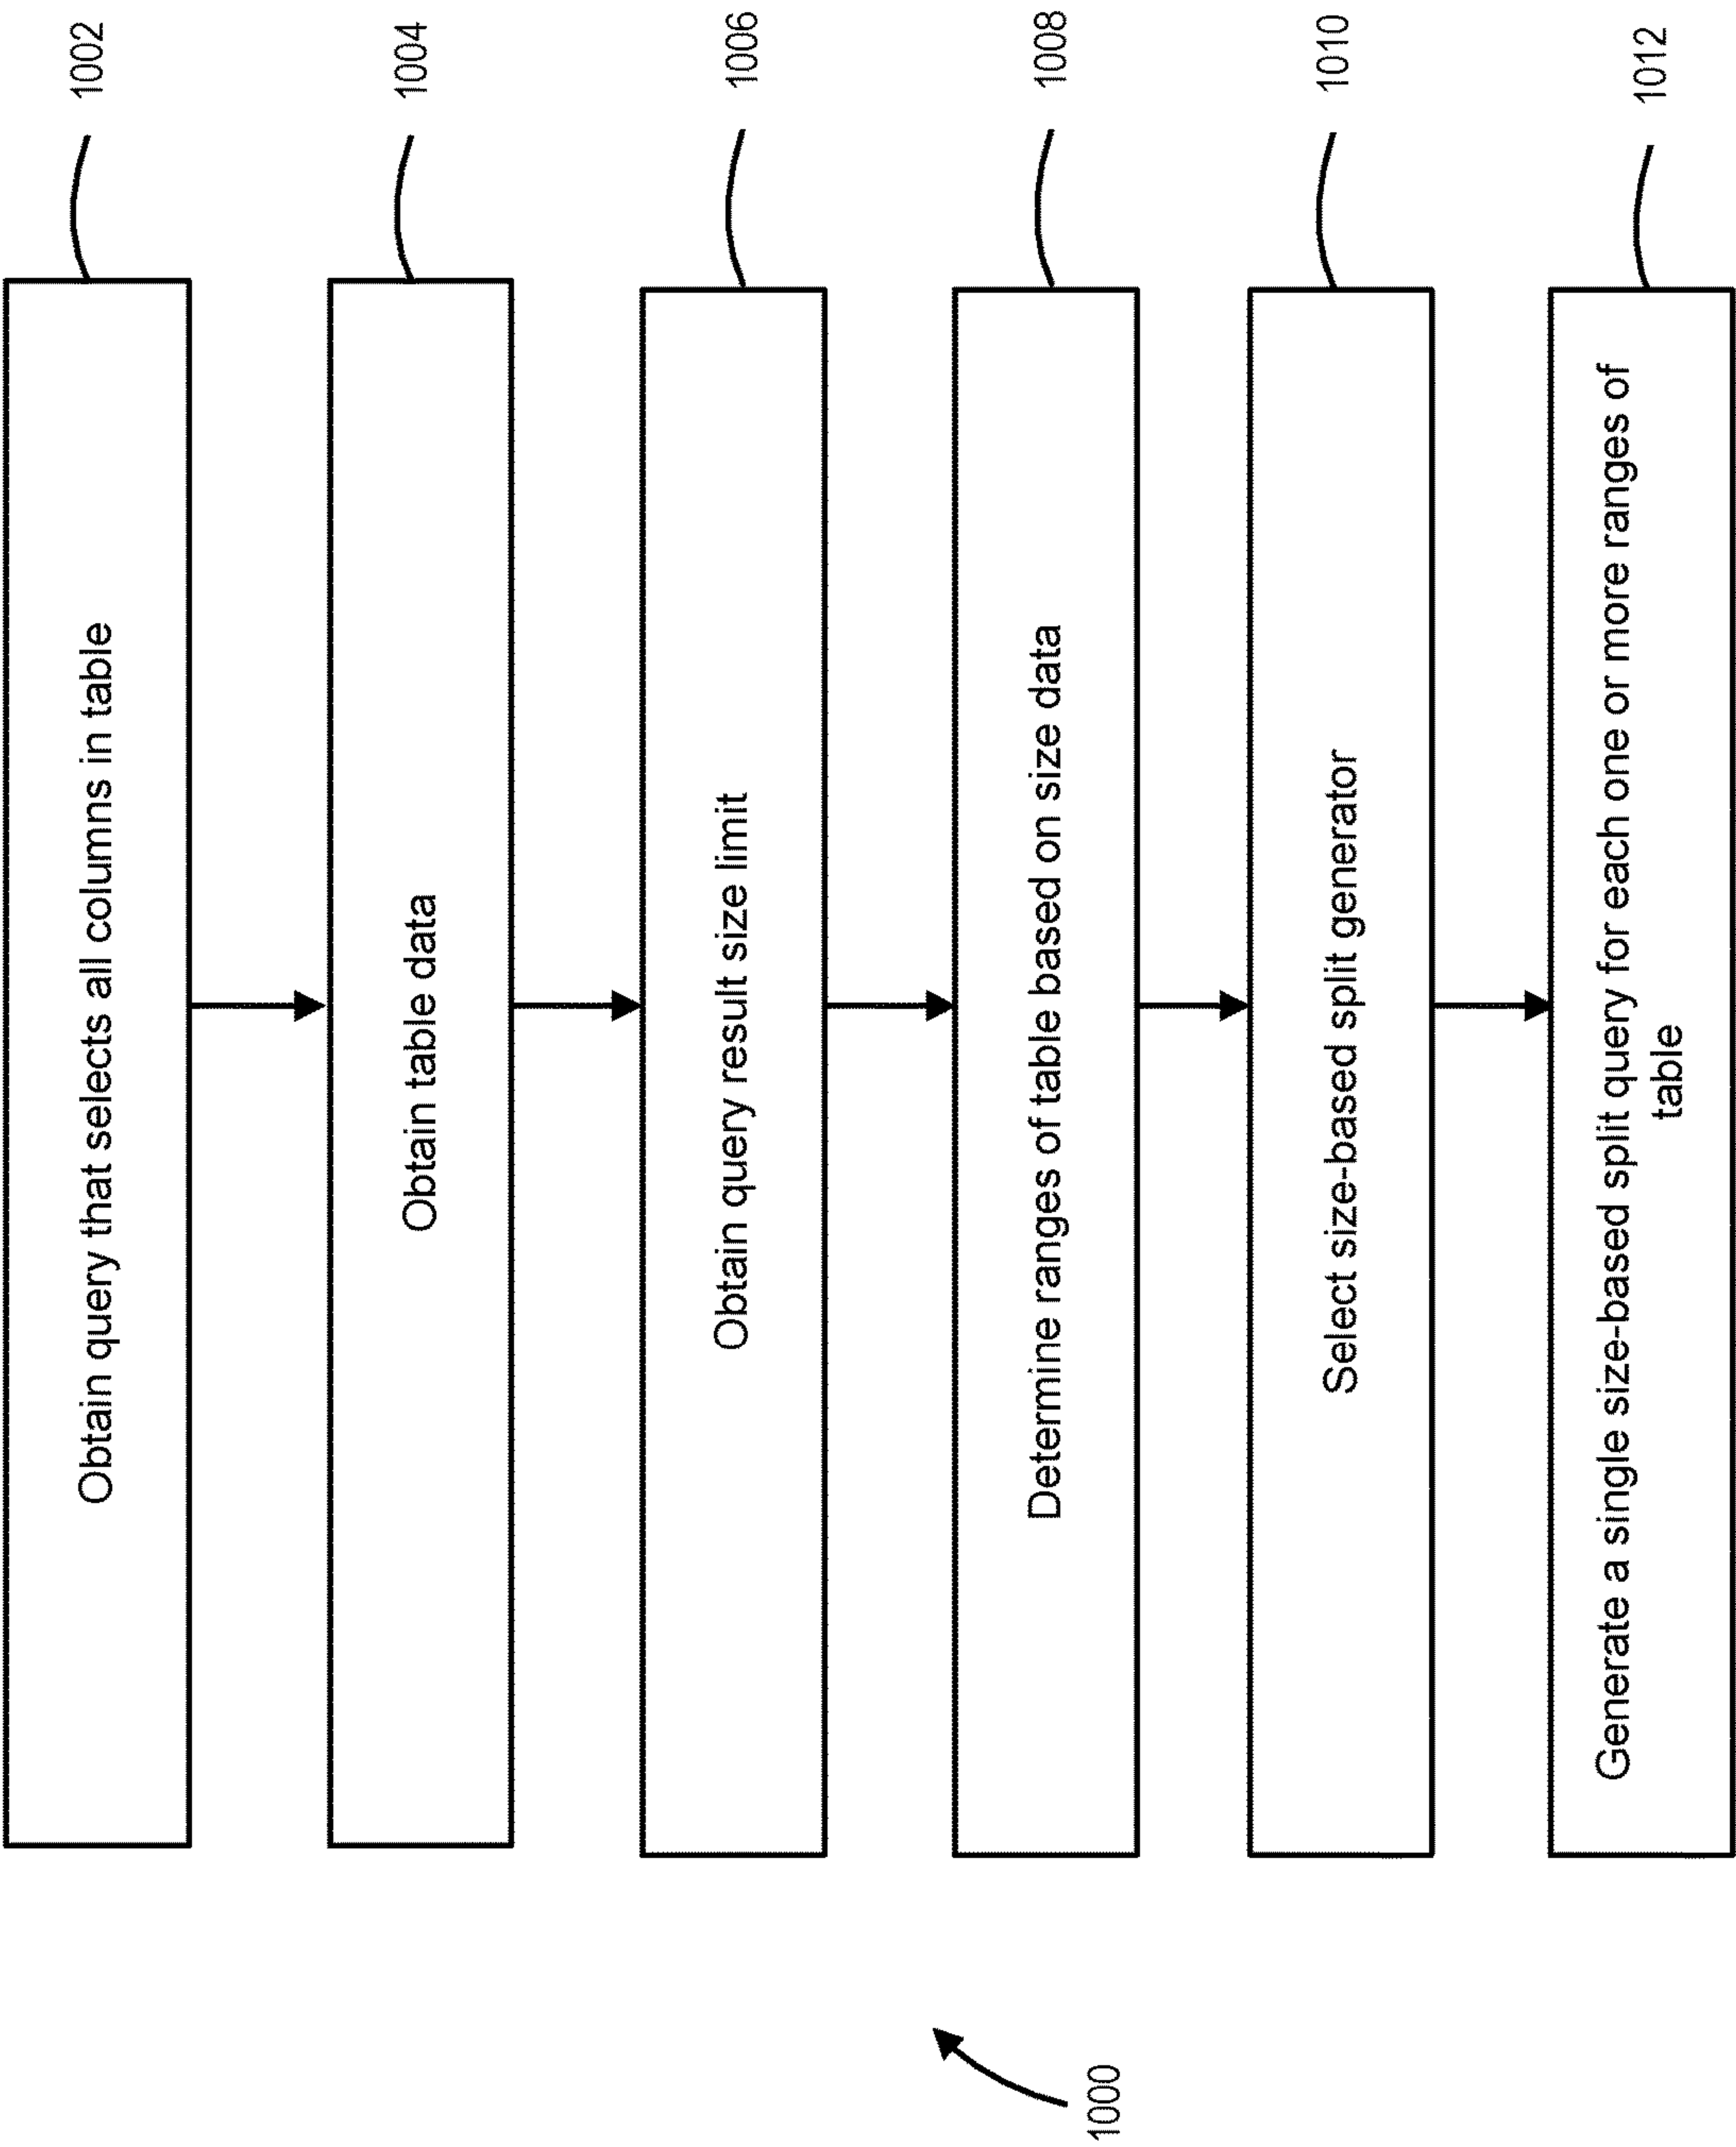 1002
Obtain query that selects all columns in table
1004
Obtain table data
1006
Obtain query result size limit
1008
Determine ranges of table based on size data
1010
Select size-based split generator
1012
Generate a single size-based split query for each one or more ranges of
table
1000